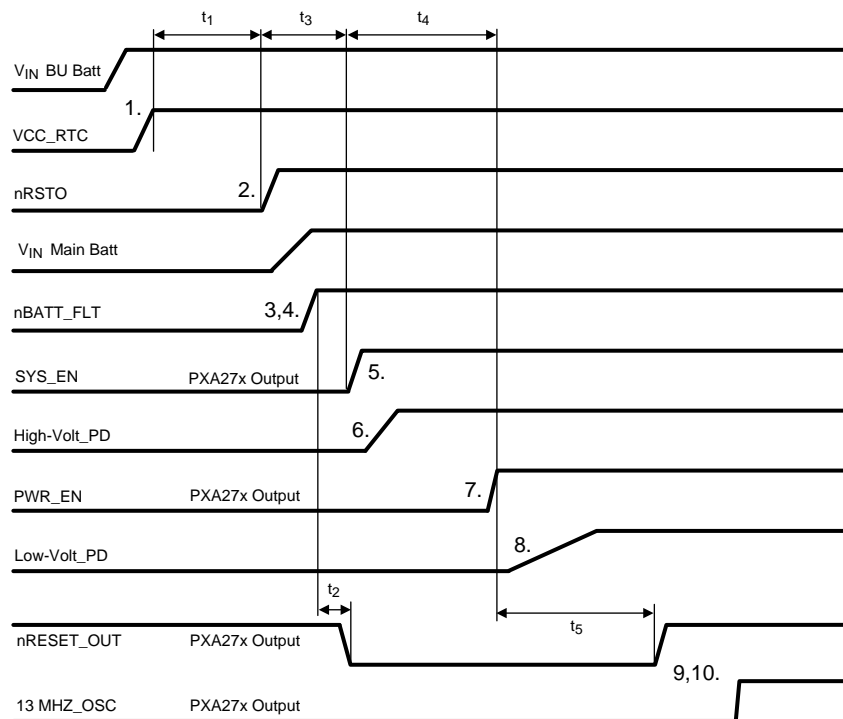 t1 t3 t4
VIN BU Batt
1.
VCC_RTC
2.
nRSTO
VIN Main Batt
3,4.
nBATT_FLT
SYS_EN PXA27x Output 5.
6.
High-Volt_PD
7.
PWR_EN PXA27x Output
8.
Low-Volt_PD
t2
t5
nRESET_OUT PXA27x Output
9,10.
13 MHZ_OSC PXA27x Output